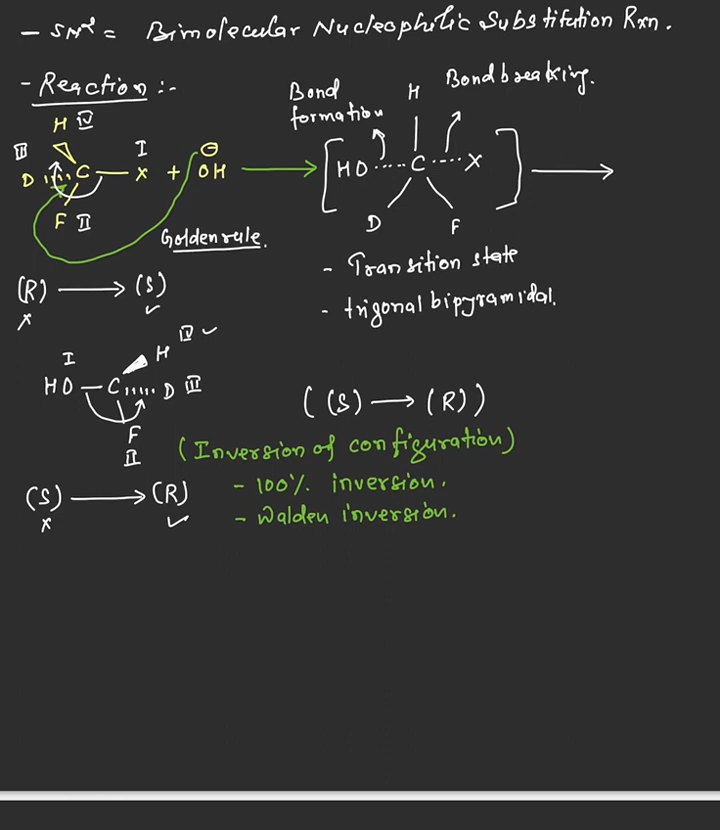 - SN² = Bimolecular Nucleophilic Substitution Rxn.
- Reaction :-
Bond formation
H
Bond breaking.
H IV
III
I
D C - X + OH ⊖ → [ HO ..... C .... X ] →
F II
D
F
Golden rule.
- Transition state
- trigonal bipyramidal.
(R) → (S)
x ✓
IV ✓
I
H
HO - C ..... D III
F
II
( (S) → (R) )
(Inversion of configuration)
- 100% inversion.
- Walden inversion.
(S) → (R)
x ✓